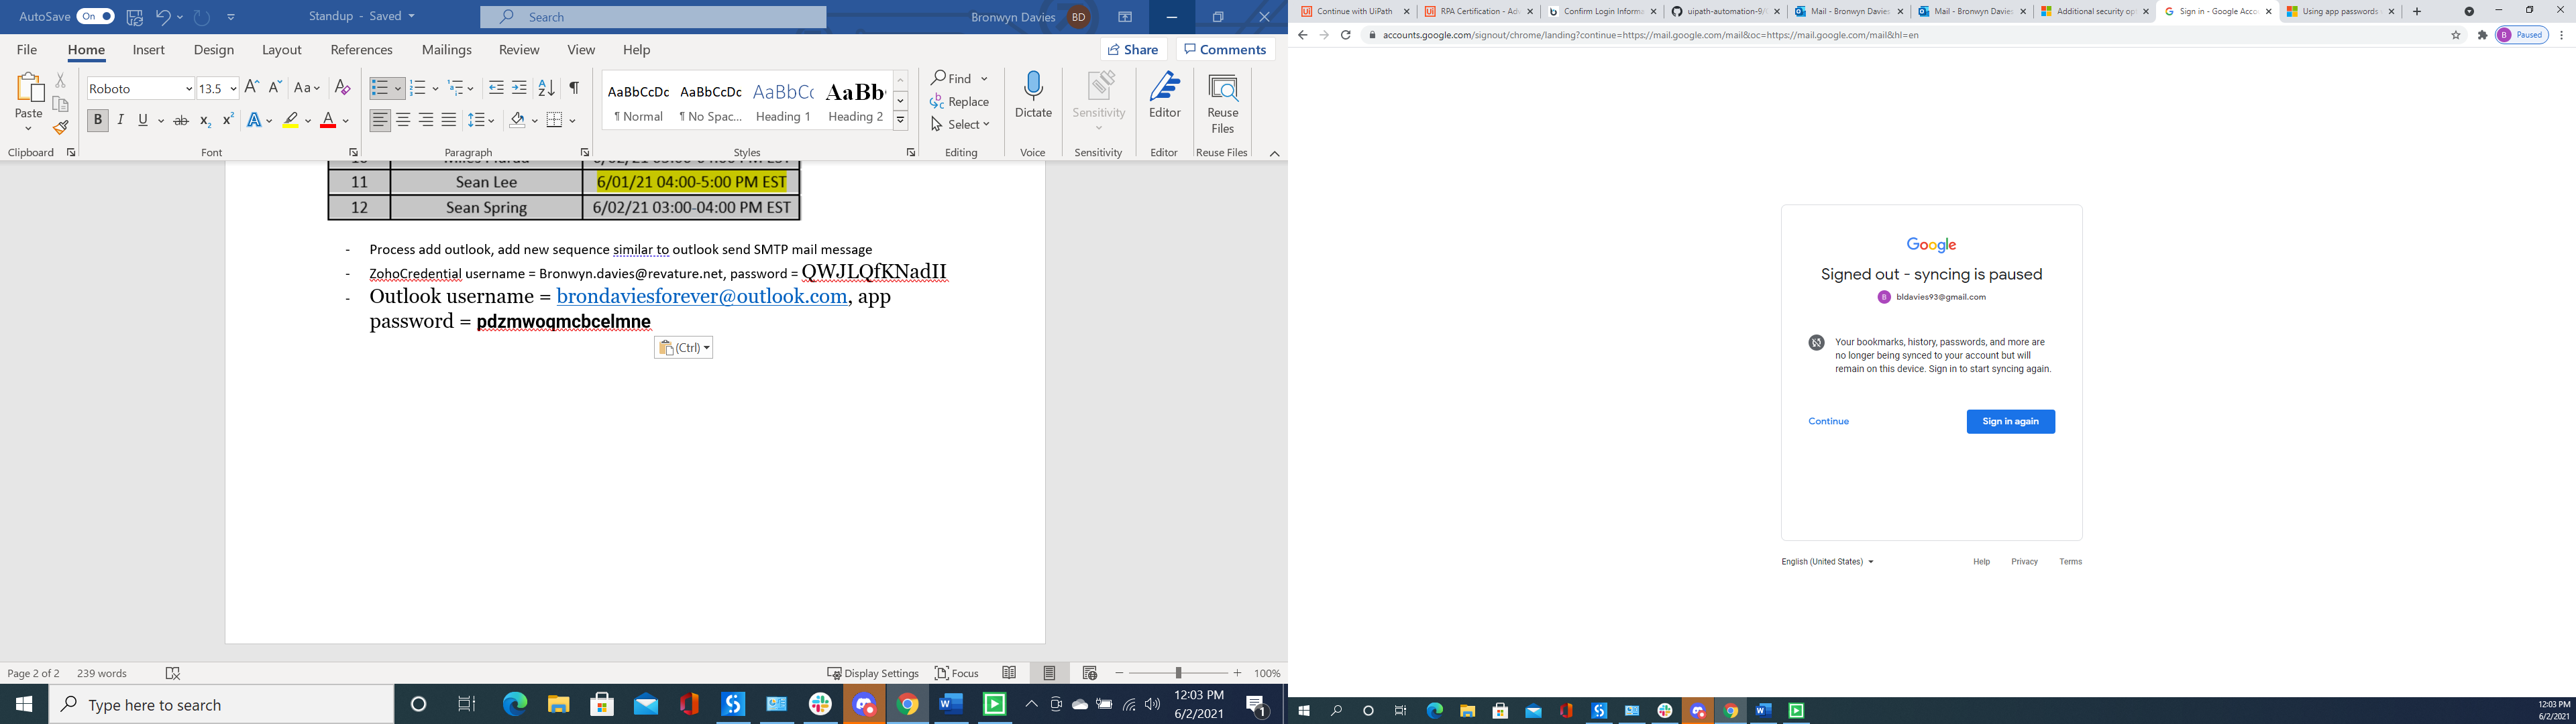 AutoSave On Standup - Saved Search Bronwyn Davies BD
File Home Insert Design Layout References Mailings Review View Help Share Comments
Roboto 13.5 Aa
Paste
B I U ab x2 x2 A A
AaBbCcDc AaBbCcDc AaBbCc AaBb
¶ Normal ¶ No Spac... Heading 1 Heading 2
Find
Replace
Select
Dictate Sensitivity Editor Reuse Files
Clipboard Font Paragraph Styles Editing Voice Sensitivity Editor Reuse Files
11 Sean Lee 6/01/21 04:00-5:00 PM EST
12 Sean Spring 6/02/21 03:00-04:00 PM EST
- Process add outlook, add new sequence similar to outlook send SMTP mail message
- ZohoCredential username = Bronwyn.davies@revature.net, password = QWJLQfKNadII
- Outlook username = brondaviesforever@outlook.com, app
password = pdzmwoqmcbcelmne
(Ctrl)
Page 2 of 2 239 words Display Settings Focus 100%
Type here to search 12:03 PM
6/2/2021 1
Continue with UiPath RPA Certification - Adv Confirm Login Informa uipath-automation-9/ Mail - Bronwyn Davies Mail - Bronwyn Davies Additional security opt Sign in - Google Acco Using app passwords
accounts.google.com/signout/chrome/landing?continue=https://mail.google.com/mail&oc=https://mail.google.com/mail&hl=en B Paused
Google
Signed out - syncing is paused
B bldavies93@gmail.com
Your bookmarks, history, passwords, and more are
no longer being synced to your account but will
remain on this device. Sign in to start syncing again.
Continue Sign in again
English (United States) Help Privacy Terms
12:03 PM
6/2/2021